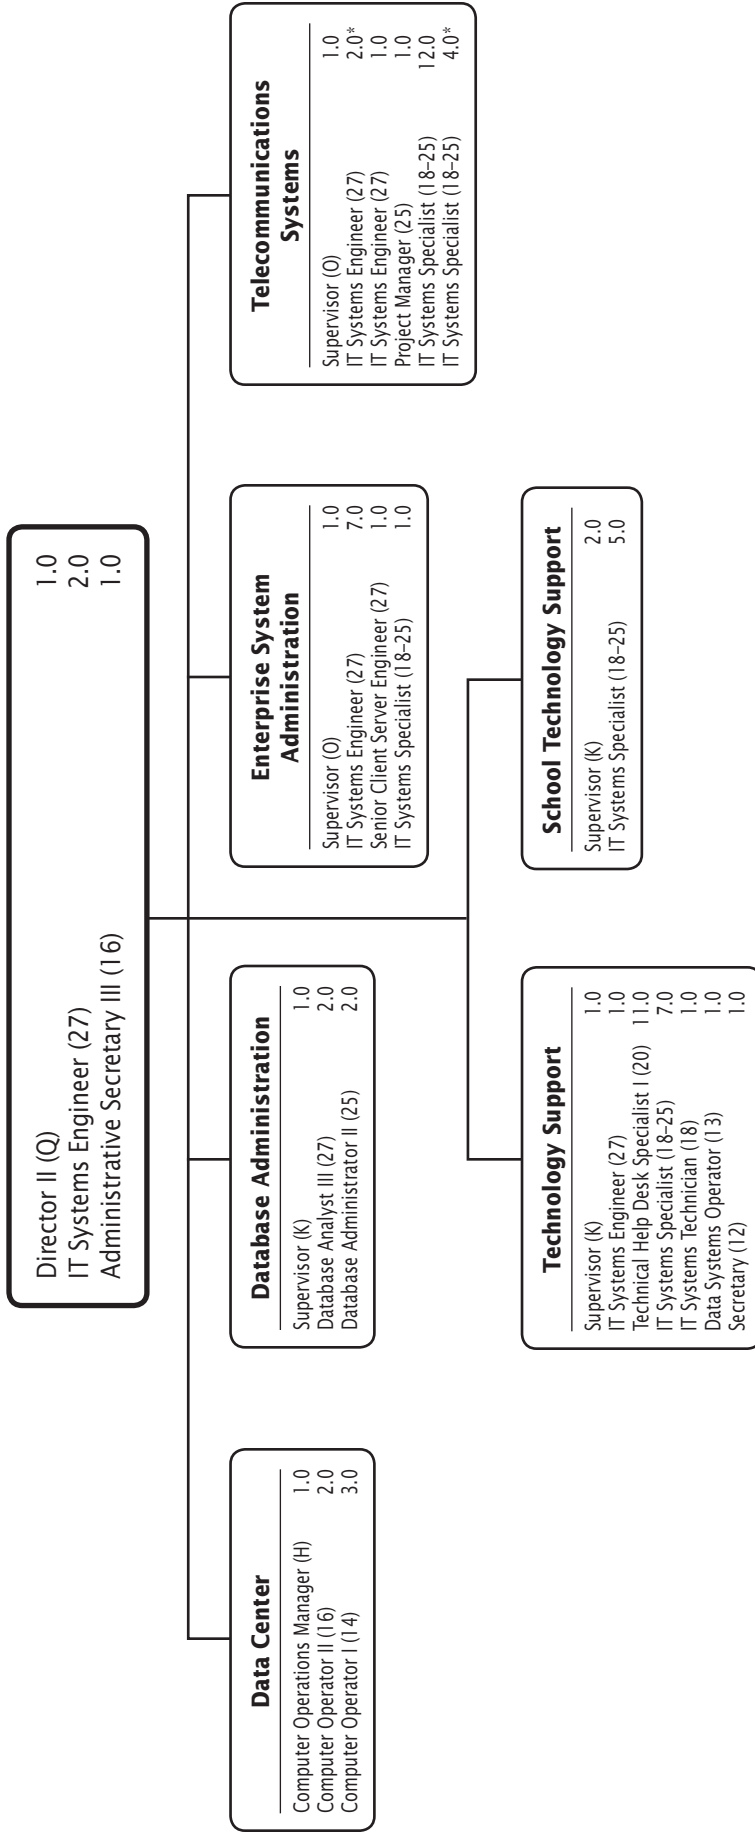 Director II (Q) 1.0
IT Systems Engineer (27) 2.0
Administrative Secretary III (16) 1.0
Data Center
Computer Operations Manager (H) 1.0
Computer Operator II (16) 2.0
Computer Operator I (14) 3.0
Database Administration
Supervisor (K) 1.0
Database Analyst III (27) 2.0
Database Administrator II (25) 2.0
Enterprise System
Administration
Supervisor (O) 1.0
IT Systems Engineer (27) 7.0
Senior Client Server Engineer (27) 1.0
IT Systems Specialist (18–25) 1.0
Telecommunications
Systems
Supervisor (O) 1.0
IT Systems Engineer (27) 2.0*
IT Systems Engineer (27) 1.0
Project Manager (25) 1.0
IT Systems Specialist (18–25) 12.0
IT Systems Specialist (18–25) 4.0*
Technology Support
Supervisor (K) 1.0
IT Systems Engineer (27) 1.0
Technical Help Desk Specialist I (20) 11.0
IT Systems Specialist (18–25) 7.0
IT Systems Technician (18) 1.0
Data Systems Operator (13) 1.0
Secretary (12) 1.0
School Technology Support
Supervisor (K) 2.0
IT Systems Specialist (18–25) 5.0